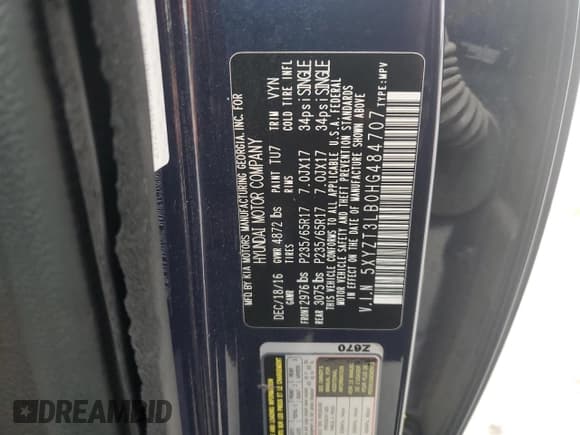 MFD BY KIA MOTORS MANUFACTURING GEORGIA, INC. FOR
HYUNDAI MOTOR COMPANY
DEC/18/16 GVWR 4872 lbs PAINT TU7 TRIM VYN
GAWR TIRES RIMS COLD TIRE INFL
FRONT 2976 lbs P235/65R17 7.0JX17 34psi SINGLE
REAR 3075 lbs P235/65R17 7.0JX17 34psi SINGLE
THIS VEHICLE CONFORMS TO ALL APPLICABLE U.S.A. FEDERAL
MOTOR VEHICLE SAFETY AND THEFT PREVENTION STANDARDS
IN EFFECT ON THE DATE OF MANUFACTURE SHOWN ABOVE.
V.I.N 5XYZT3LB0HG484707 TYPE:MPV
Z670
DREAMBID